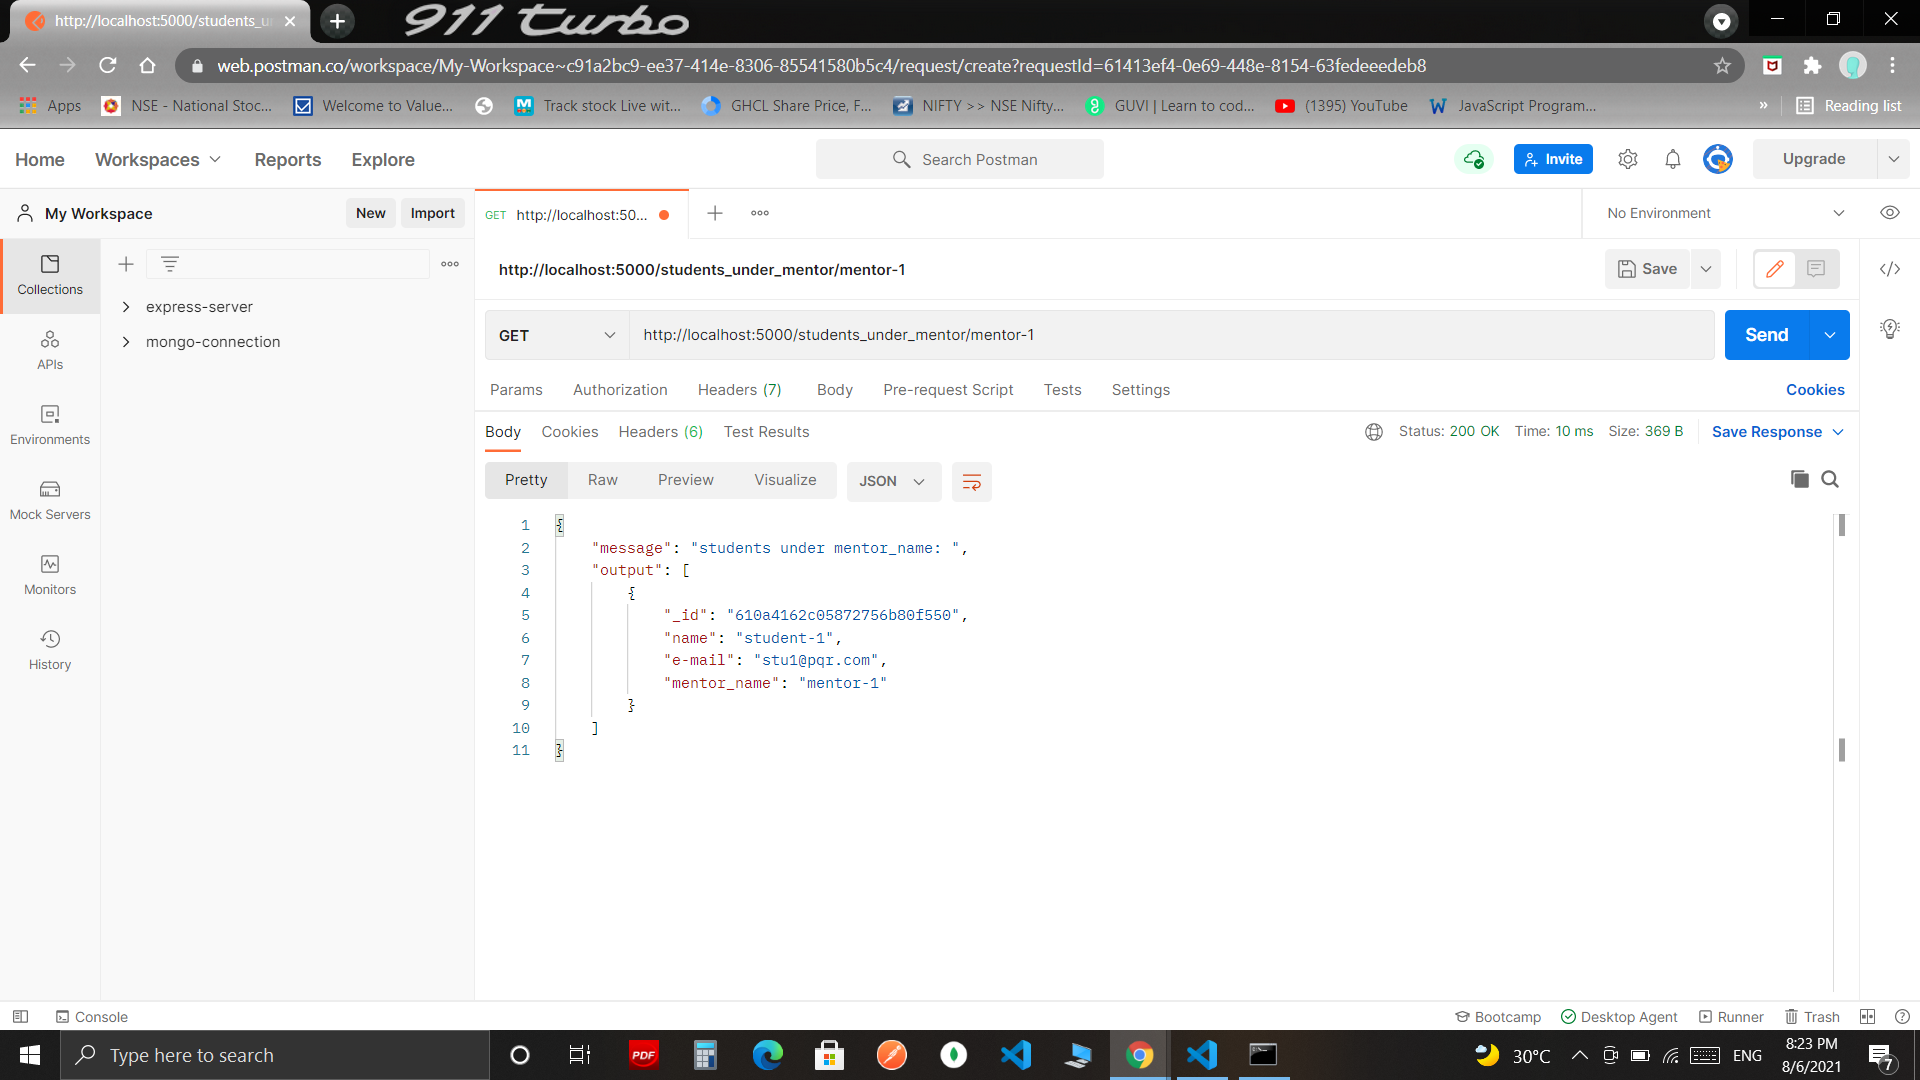 http://localhost:5000/students_u
911 turbo
web.postman.co/workspace/My-Workspace~c91a2bc9-ee37-414e-8306-85541580b5c4/request/create?requestId=61413ef4-0e69-448e-8154-63fedeeedeb8
Apps NSE - National Stoc... Welcome to Value... Track stock Live wit... GHCL Share Price, F... NIFTY >> NSE Nifty... GUVI | Learn to cod... (1395) YouTube JavaScript Program... » Reading list
Home Workspaces Reports Explore Search Postman Invite Upgrade
My Workspace New Import GET http://localhost:50... No Environment
http://localhost:5000/students_under_mentor/mentor-1 Save
Collections
express-server
mongo-connection
APIs
Environments
Mock Servers
Monitors
History
GET http://localhost:5000/students_under_mentor/mentor-1 Send
Params Authorization Headers (7) Body Pre-request Script Tests Settings Cookies
Body Cookies Headers (6) Test Results Status: 200 OK Time: 10 ms Size: 369 B Save Response
Pretty Raw Preview Visualize JSON
1 {
2 "message": "students under mentor_name: ",
3 "output": [
4 {
5 "_id": "610a4162c05872756b80f550",
6 "name": "student-1",
7 "e-mail": "stu1@pqr.com",
8 "mentor_name": "mentor-1"
9 }
10 ]
11 }
Console Bootcamp Desktop Agent Runner Trash
Type here to search PDF 30°C ENG 8:23 PM
8/6/2021 7